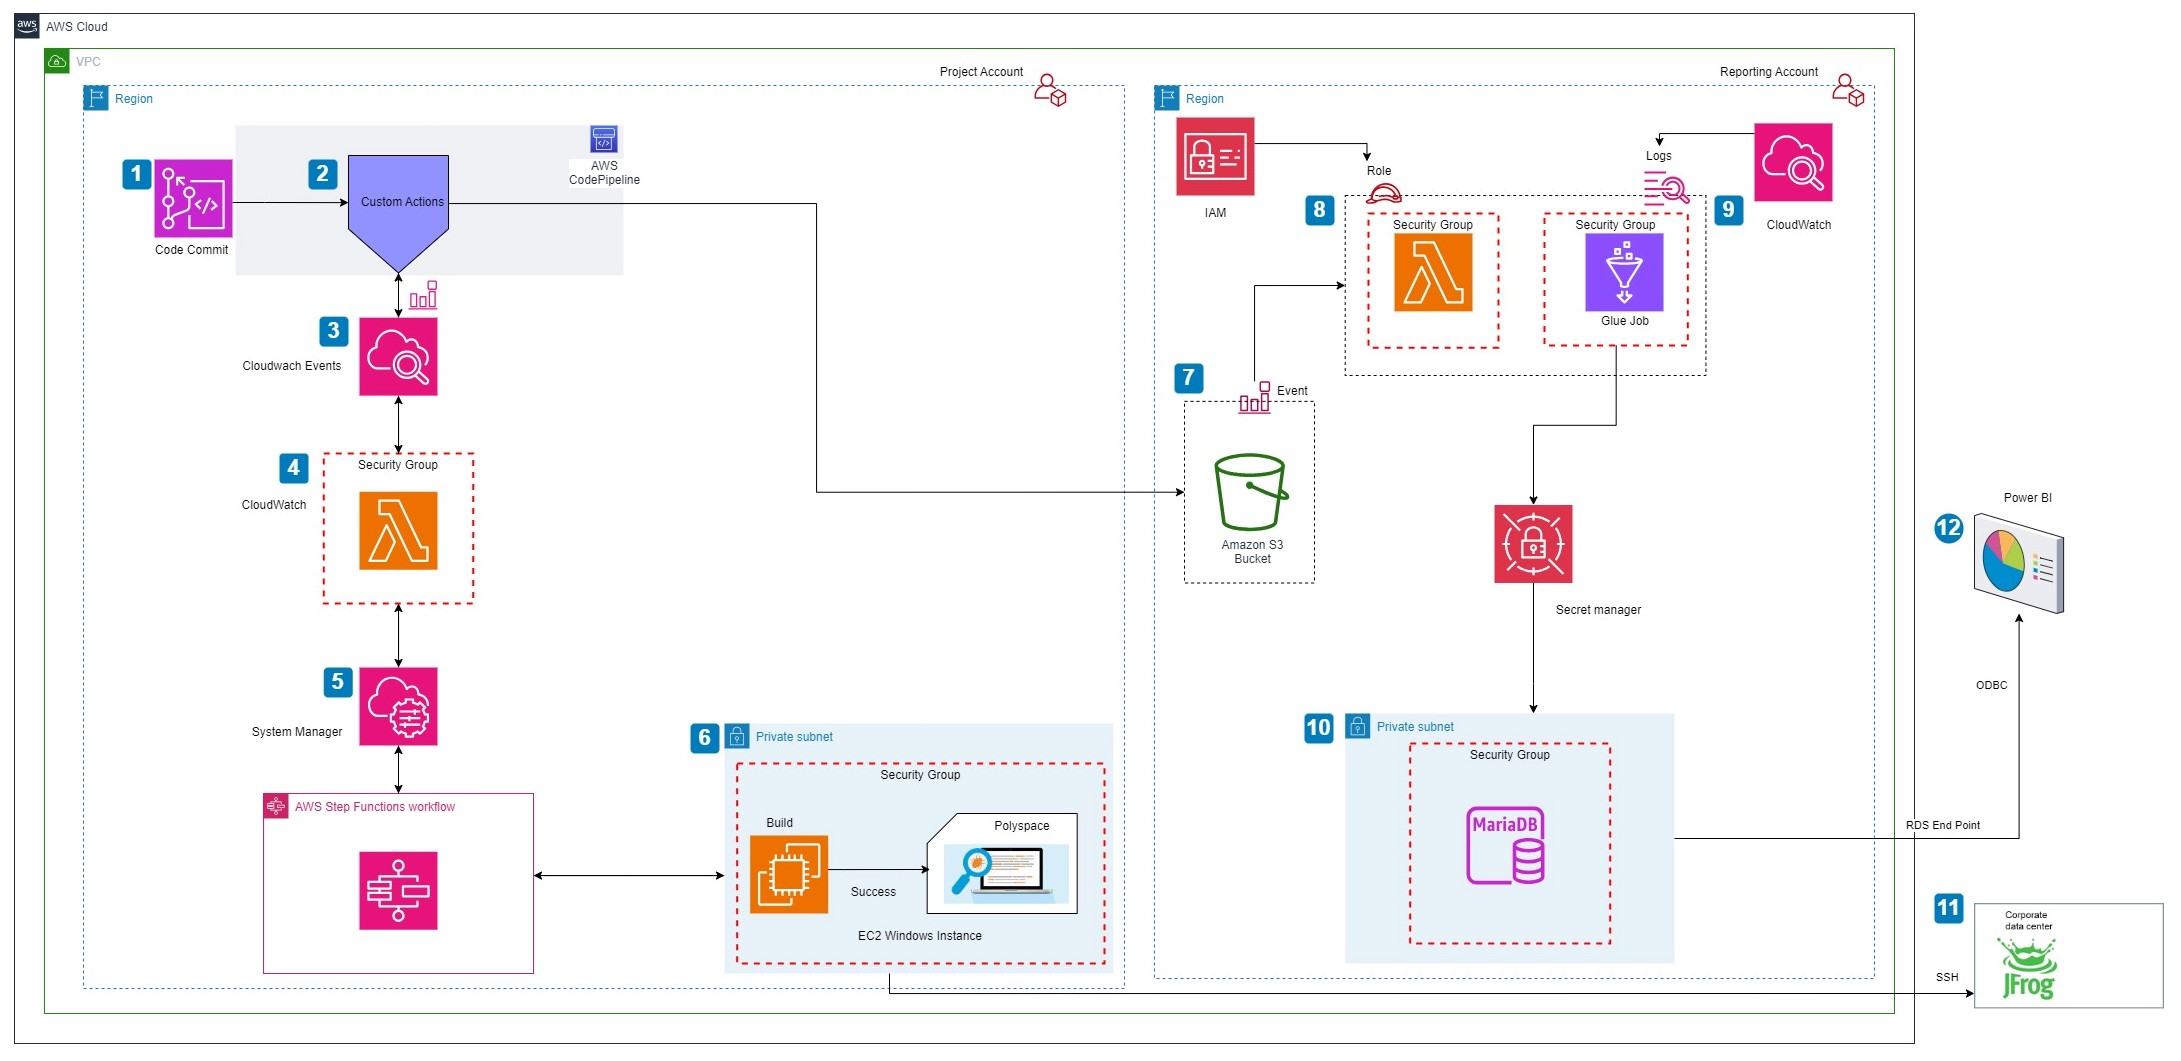 aws
AWS Cloud
VPC
Project Account
Reporting Account
Region
Region
1
2
AWS
CodePipeline
Custom Actions
Code Commit
3
Cloudwach Events
4
Security Group
CloudWatch
5
System Manager
AWS Step Functions workflow
6
Private subnet
Security Group
Build
Polyspace
Success
EC2 Windows Instance
IAM
Role
Logs
CloudWatch
8
9
Security Group
Security Group
Glue Job
7
Event
Amazon S3
Bucket
Secret manager
10
Private subnet
Security Group
MariaDB
Power BI
12
ODBC
RDS End Point
11
Corporate
data center
JFrog
SSH